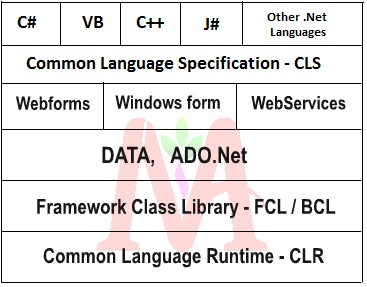 C#
VB
C++
J#
Other .Net
Languages
Common Language Specification - CLS
Webforms
Windows form
WebServices
DATA, ADO.Net
Framework Class Library - FCL / BCL
Common Language Runtime - CLR